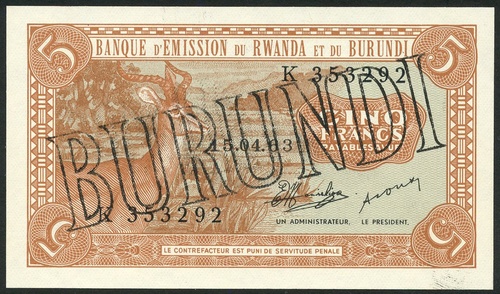 5
5
BANQUE D'EMISSION DU RWANDA ET DU BURUNDI
K 353292
BURUNDI
CINQ
FRANCS
15.04.63
K 353292
UN ADMINISTRATEUR,
LE PRESIDENT,
5
5
LE CONTREFACTEUR EST PUNI DE SERVITUDE PENALE